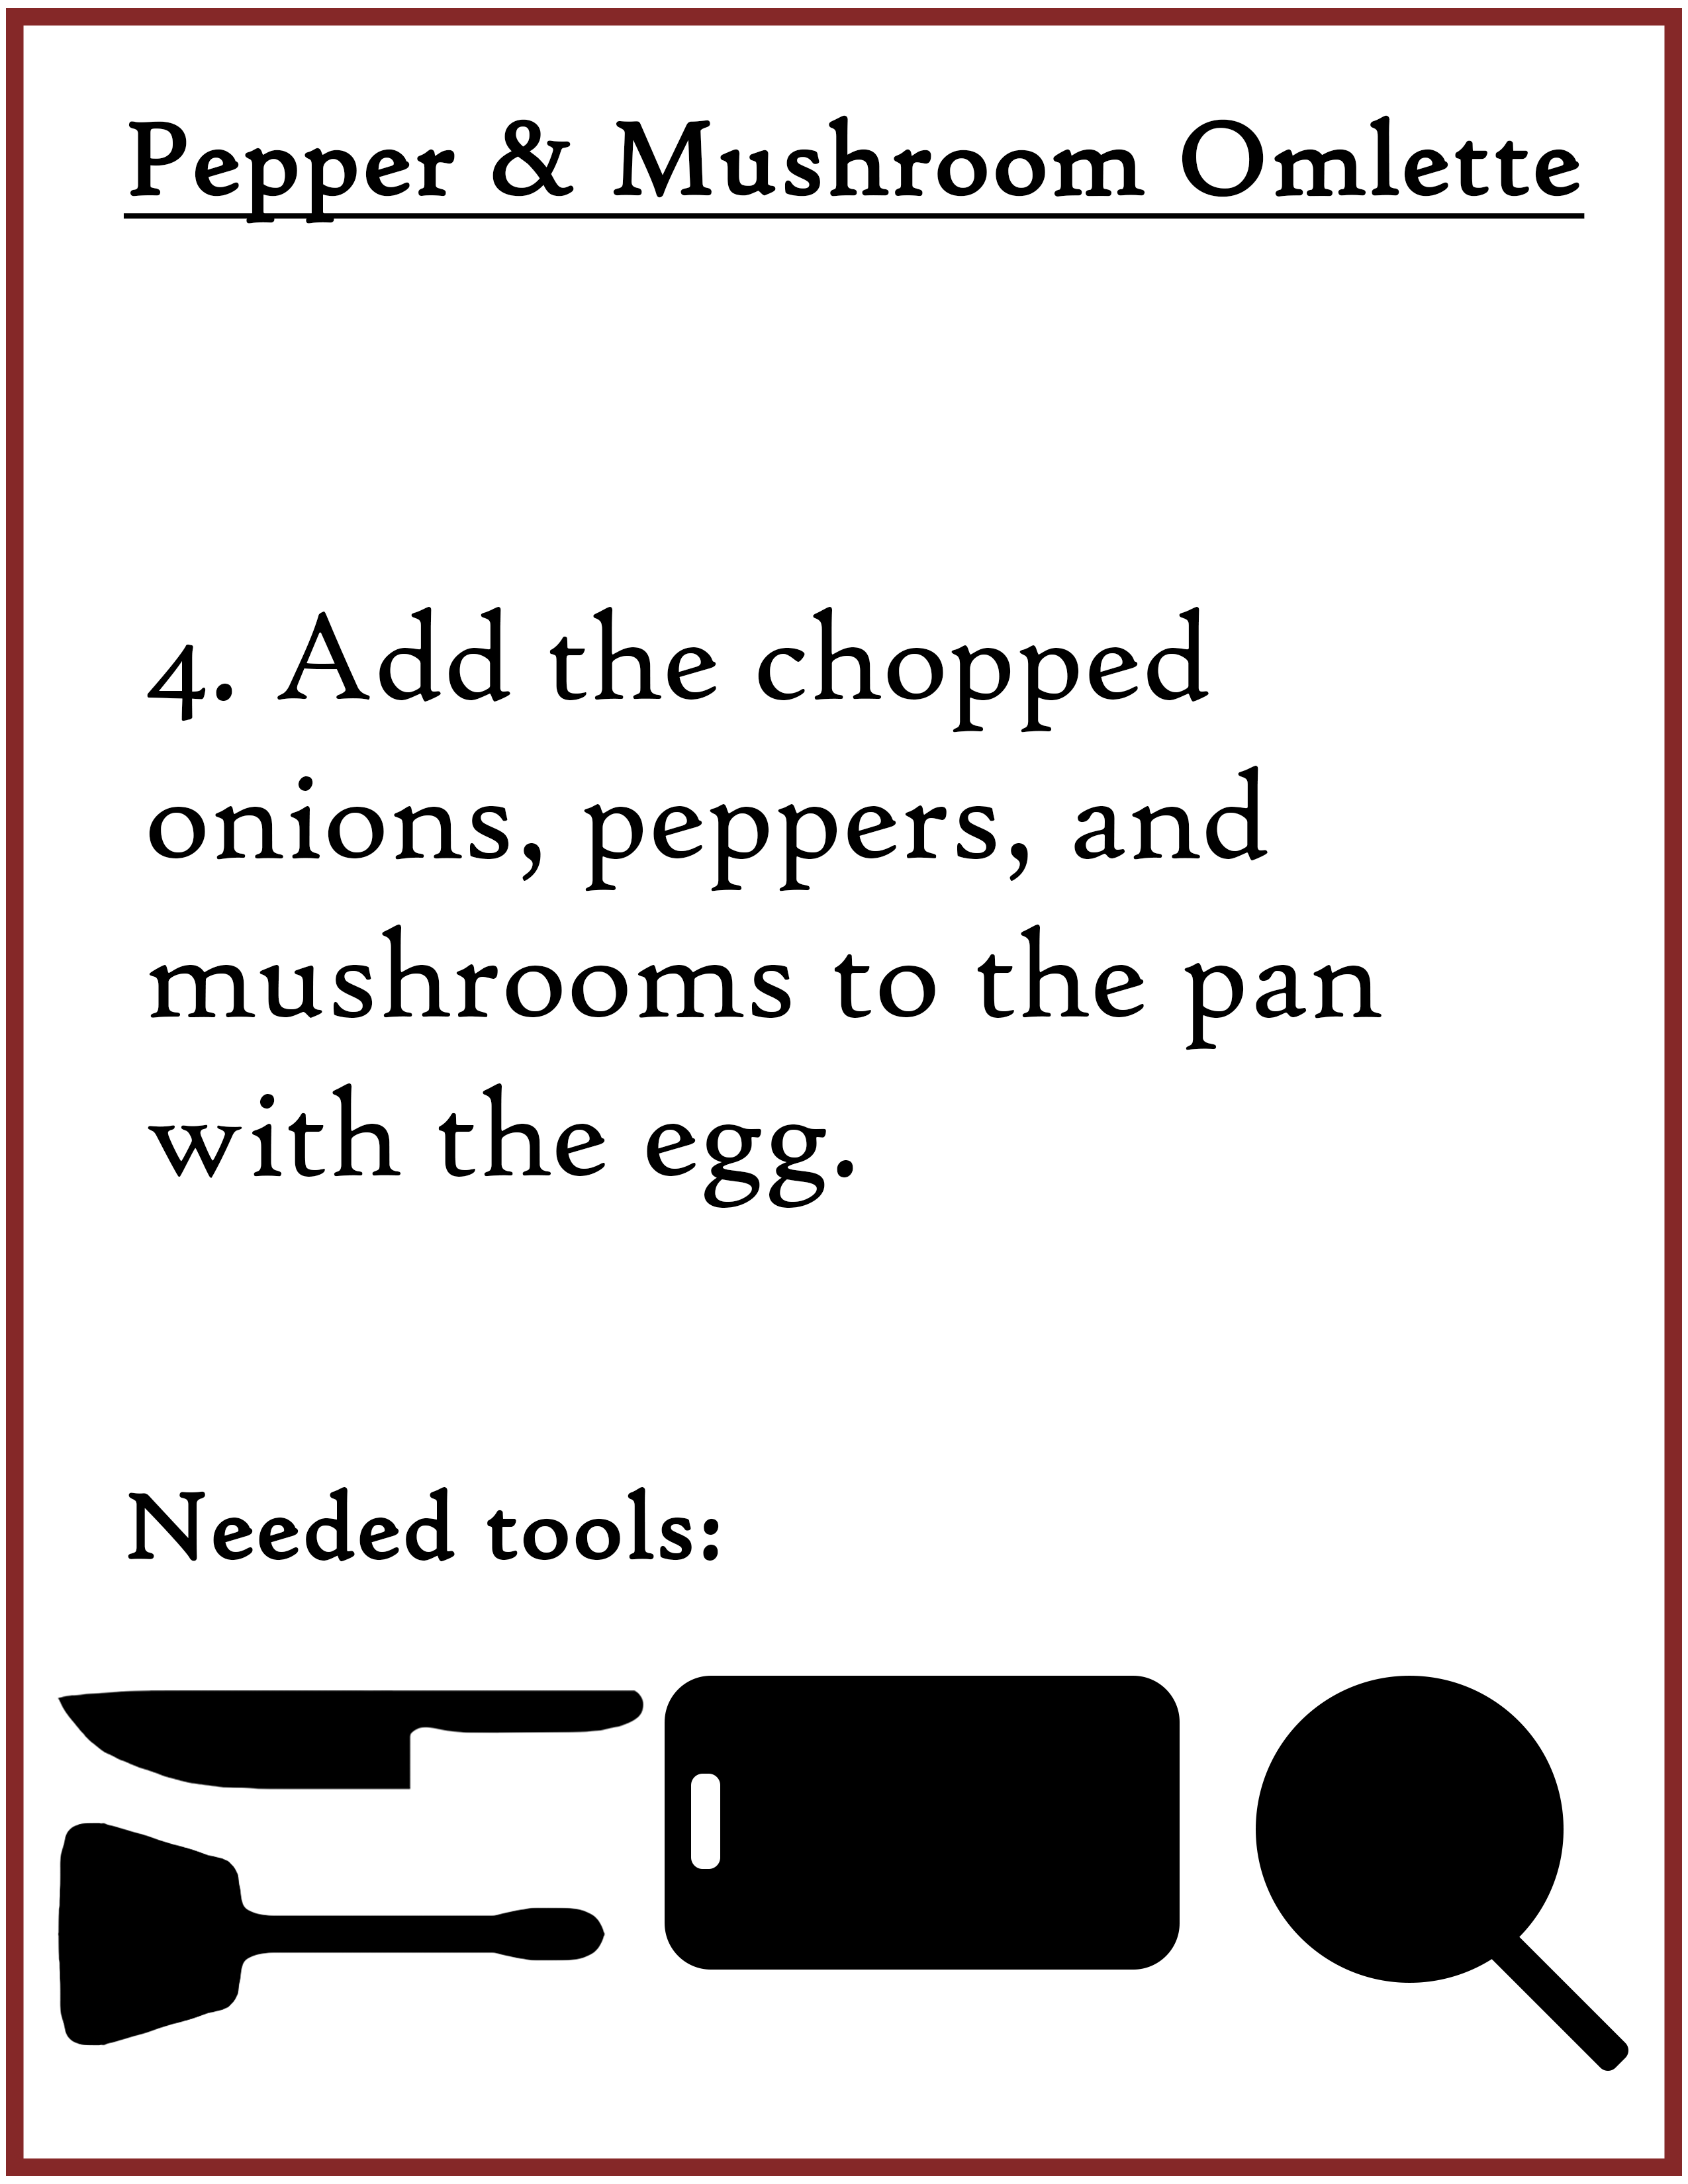 Pepper & Mushroom Omlette
4. Add the chopped
onions, peppers, and
mushrooms to the pan
with the egg.
Needed tools: